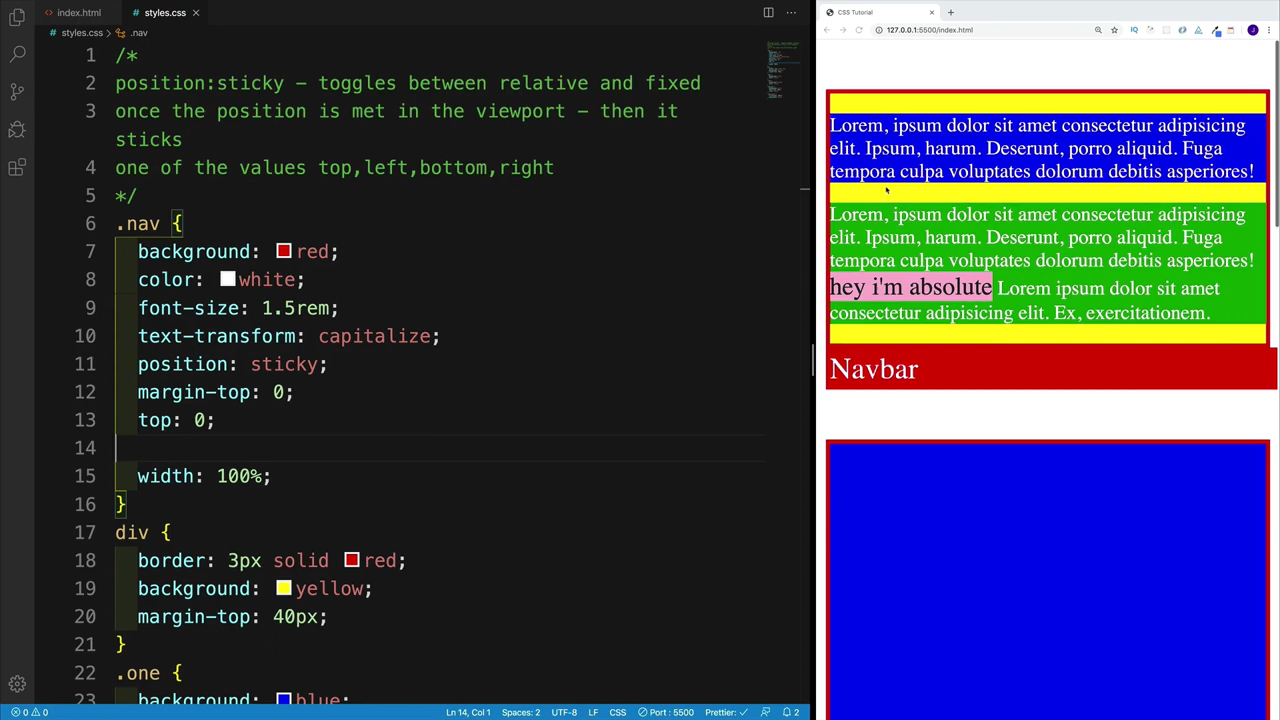 index.html
styles.css
styles.css
.nav
1 /*
2 position:sticky - toggles between relative and fixed
3 once the position is met in the viewport - then it
sticks
4 one of the values top,left,bottom,right
5 */
6 .nav {
7 background: red;
8 color: white;
9 font-size: 1.5rem;
10 text-transform: capitalize;
11 position: sticky;
12 margin-top: 0;
13 top: 0;
14
15 width: 100%;
16 }
17 div {
18 border: 3px solid red;
19 background: yellow;
20 margin-top: 40px;
21 }
22 .one {
23 background: blue;
0 0
Ln 14, Col 1
Spaces: 2
UTF-8
LF
CSS
Port : 5500
Prettier: ✓
2
CSS Tutorial
127.0.0.1:5500/index.html
IQ
J
Lorem, ipsum dolor sit amet consectetur adipisicing
elit. Ipsum, harum. Deserunt, porro aliquid. Fuga
tempora culpa voluptates dolorum debitis asperiores!
Lorem, ipsum dolor sit amet consectetur adipisicing
elit. Ipsum, harum. Deserunt, porro aliquid. Fuga
tempora culpa voluptates dolorum debitis asperiores!
hey i'm absolute Lorem ipsum dolor sit amet
consectetur adipisicing elit. Ex, exercitationem.
Navbar